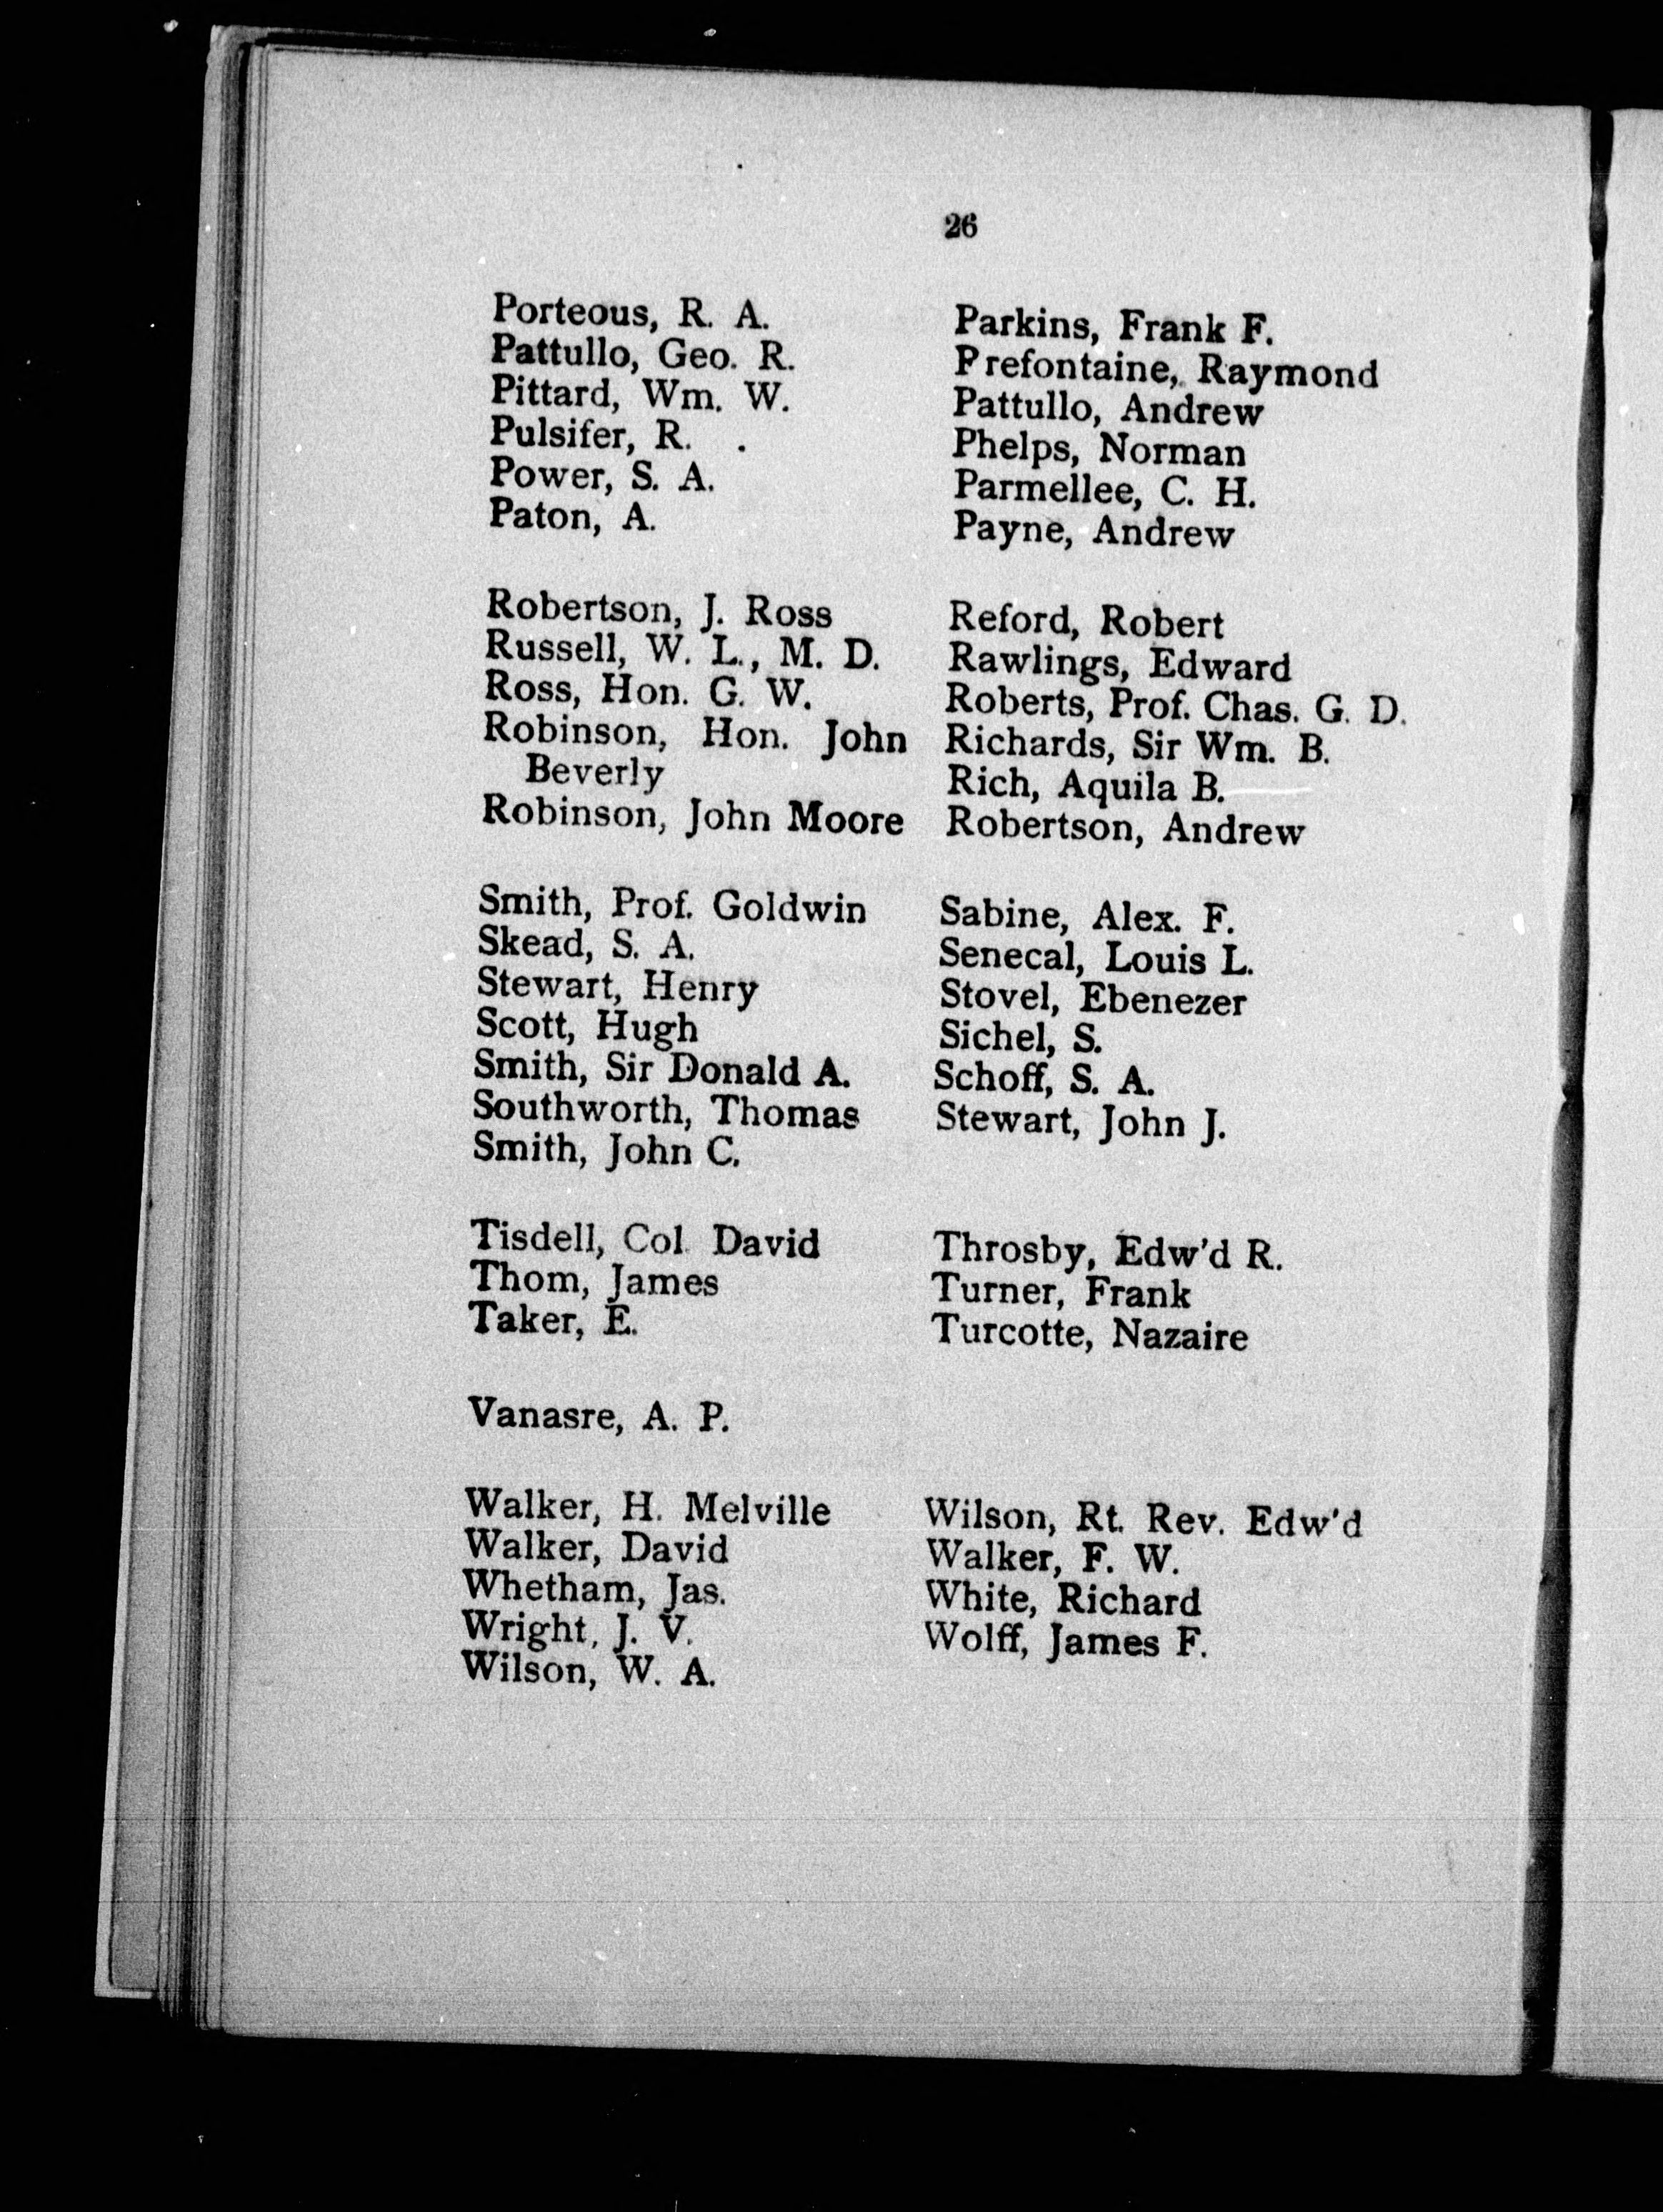 26
Porteous, R. A.
Pattullo, Geo. R.
Pittard, Wm. W.
Pulsifer, R. .
Power, S. A.
Paton, A.
Parkins, Frank F.
Prefontaine, Raymond
Pattullo, Andrew
Phelps, Norman
Parmellee, C. H.
Payne, Andrew
Robertson, J. Ross
Russell, W. L., M. D.
Ross, Hon. G. W.
Robinson, Hon. John
Beverly
Robinson, John Moore
Reford, Robert
Rawlings, Edward
Roberts, Prof. Chas. G. D.
Richards, Sir Wm. B.
Rich, Aquila B.
Robertson, Andrew
Smith, Prof. Goldwin
Skead, S. A.
Stewart, Henry
Scott, Hugh
Smith, Sir Donald A.
Southworth, Thomas
Smith, John C.
Sabine, Alex. F.
Senecal, Louis L.
Stovel, Ebenezer
Sichel, S.
Schoff, S. A.
Stewart, John J.
Tisdell, Col. David
Thom, James
Taker, E.
Throsby, Edw'd R.
Turner, Frank
Turcotte, Nazaire
Vanasre, A. P.
Walker, H. Melville
Walker, David
Whetham, Jas.
Wright, J. V.
Wilson, W. A.
Wilson, Rt. Rev. Edw'd
Walker, F. W.
White, Richard
Wolff, James F.